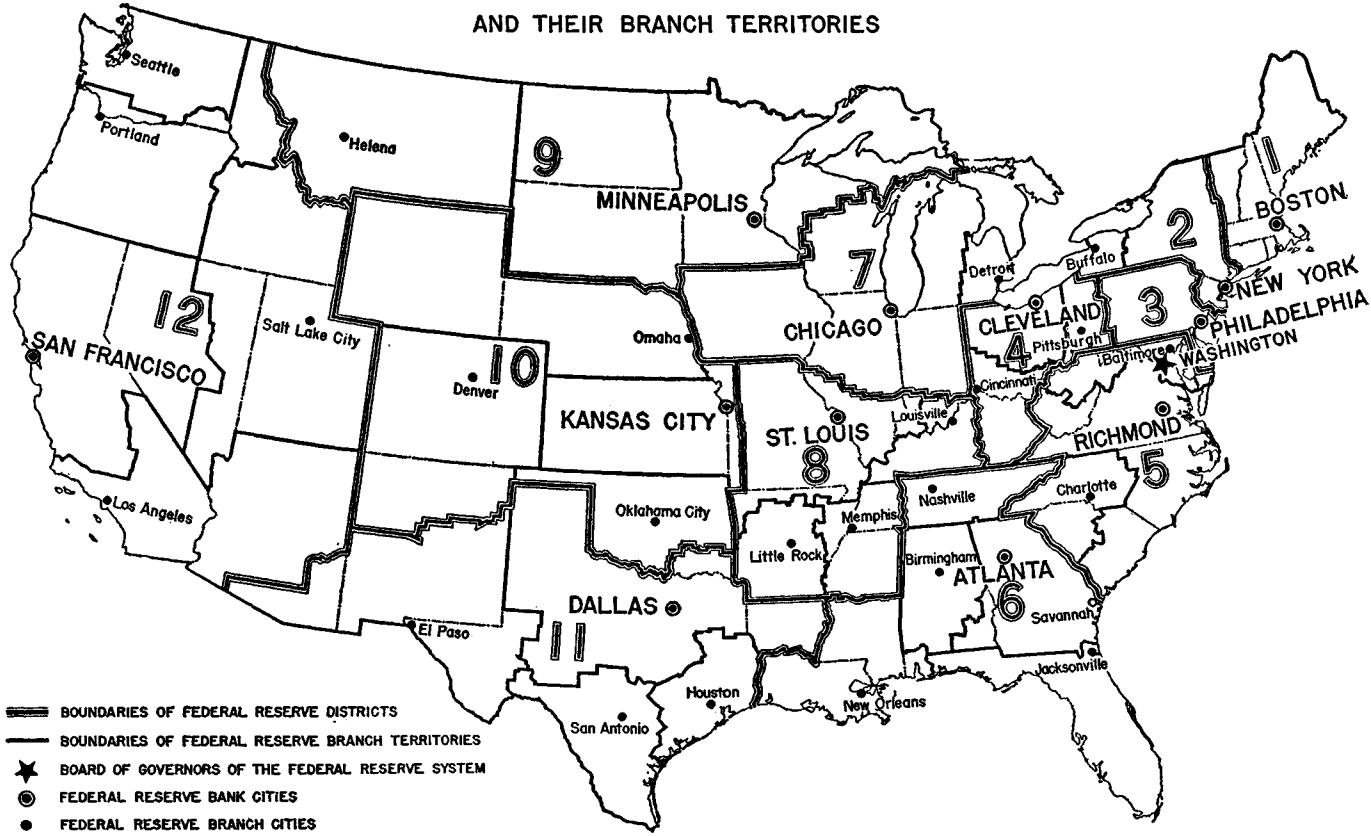 AND THEIR BRANCH TERRITORIES
Seattle
Portland
Helena
9
MINNEAPOLIS
1
BOSTON
2
7
Detroit
Buffalo
NEW YORK
12
SAN FRANCISCO
Salt Lake City
Omaha
CHICAGO
CLEVELAND
4
Pittsburgh
3
PHILADELPHIA
Baltimore
WASHINGTON
10
Denver
KANSAS CITY
Cincinnati
Louisville
ST. LOUIS
8
RICHMOND
5
Los Angeles
Oklahoma City
Nashville
Charlotte
Memphis
Little Rock
Birmingham
ATLANTA
6
Savannah
DALLAS
11
El Paso
Jacksonville
Houston
San Antonio
New Orleans
BOUNDARIES OF FEDERAL RESERVE DISTRICTS
BOUNDARIES OF FEDERAL RESERVE BRANCH TERRITORIES
BOARD OF GOVERNORS OF THE FEDERAL RESERVE SYSTEM
FEDERAL RESERVE BANK CITIES
FEDERAL RESERVE BRANCH CITIES